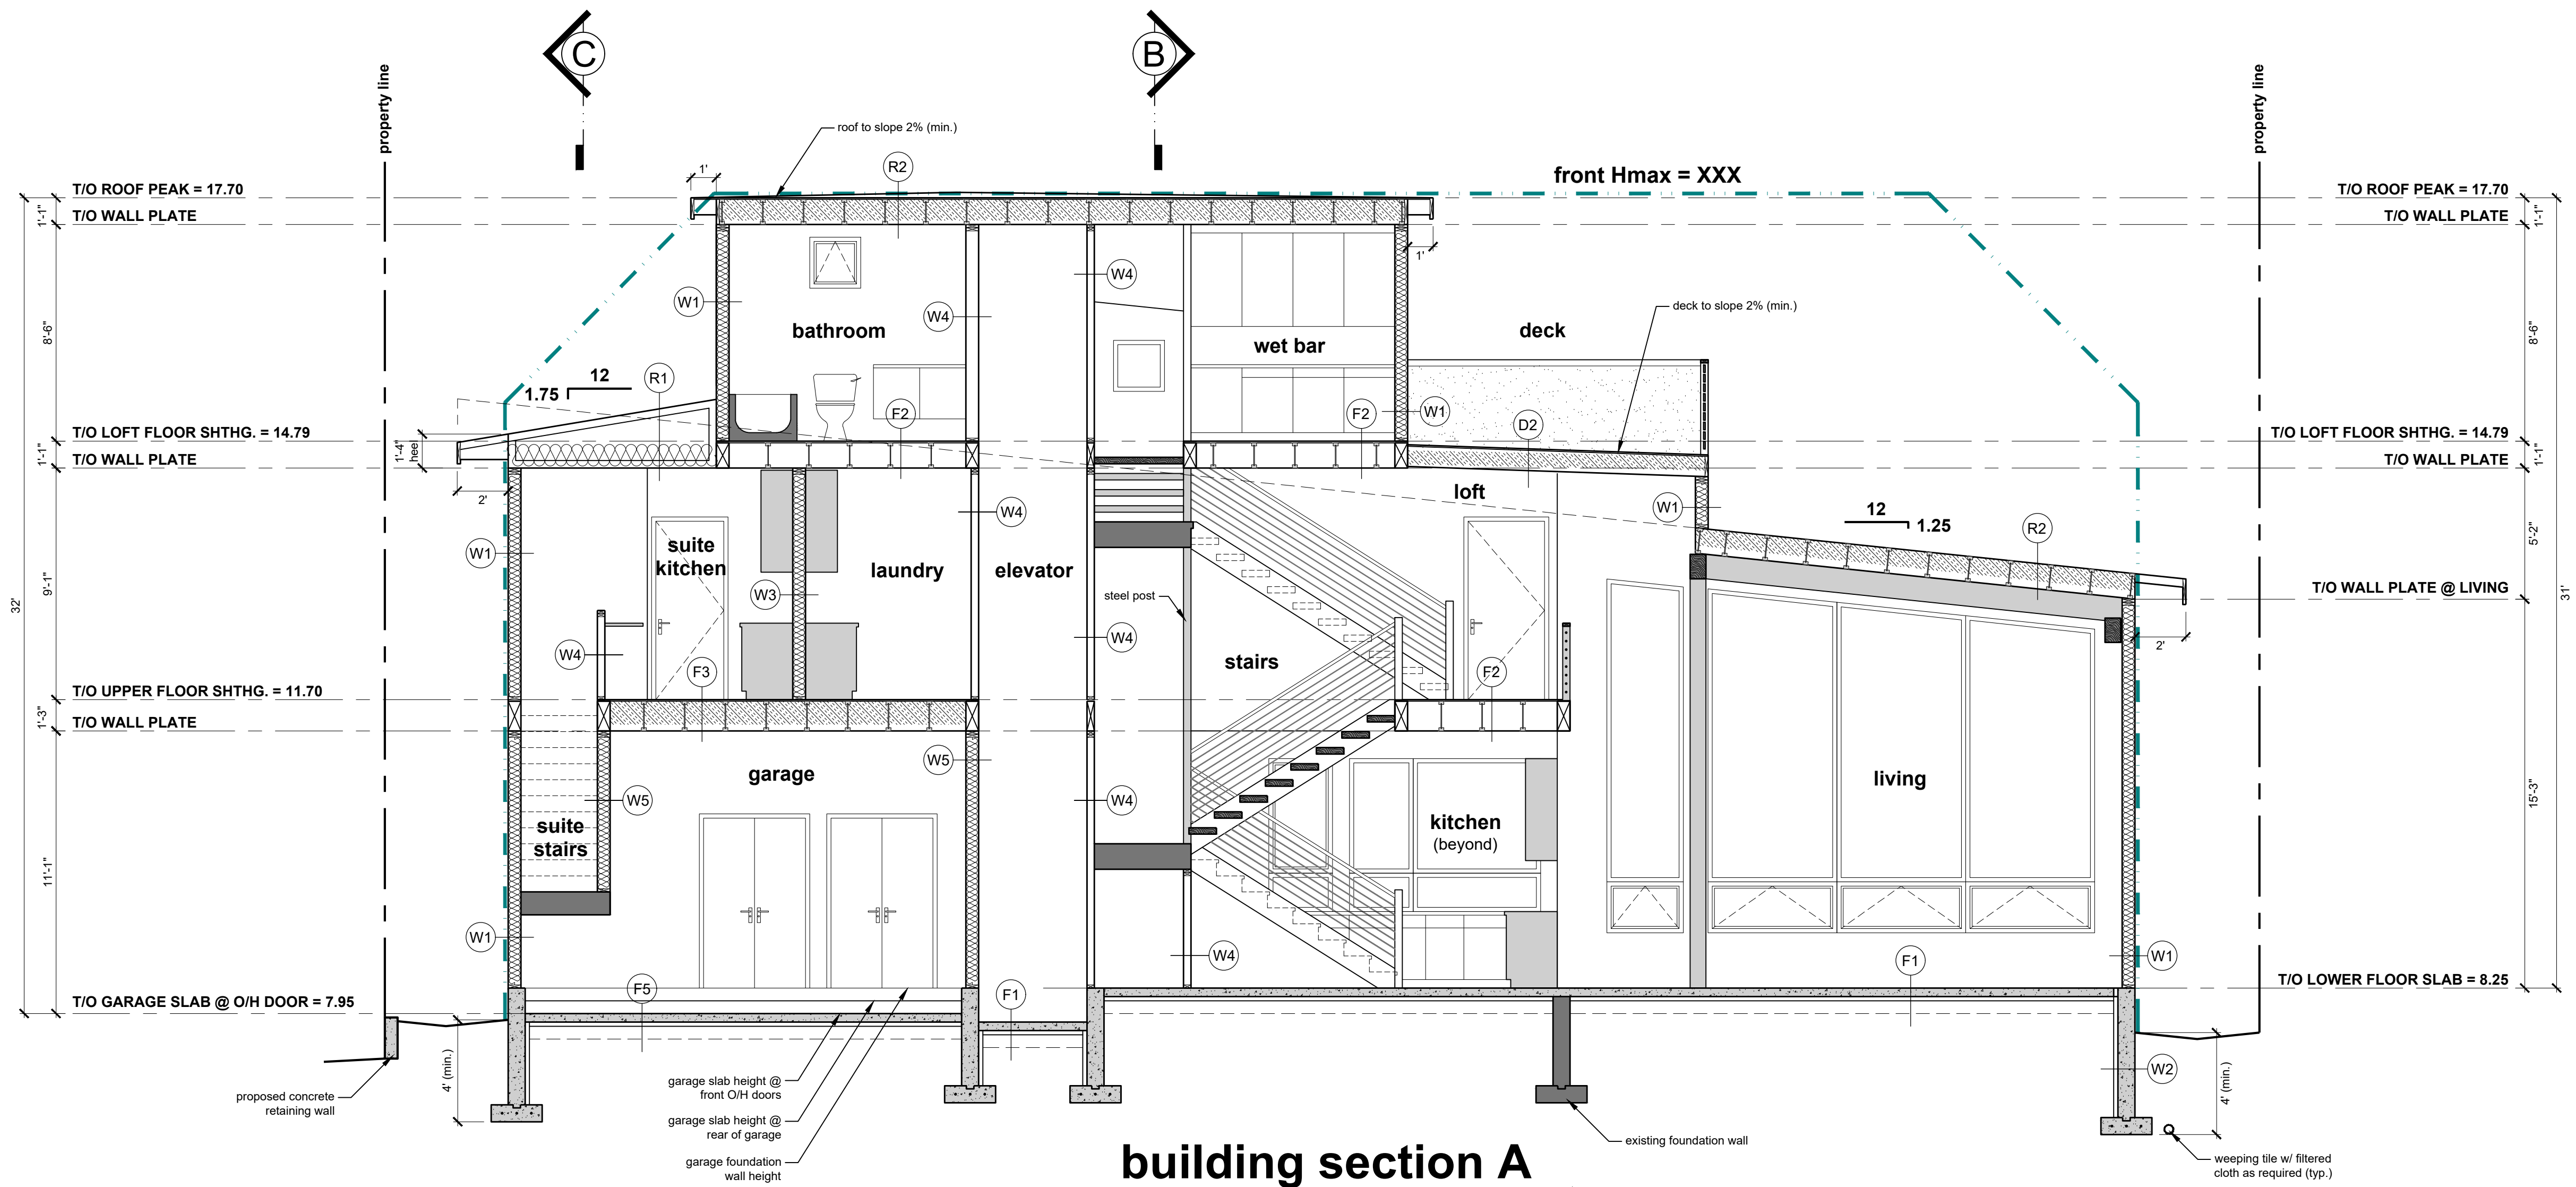 C
B
property line
property line
roof to slope 2% (min.)
1'
R2
front Hmax = XXX
T/O ROOF PEAK = 17.70
T/O ROOF PEAK = 17.70
T/O WALL PLATE
T/O WALL PLATE
1'-1"
1'-1"
1'
W4
W1
W4
deck to slope 2% (min.)
bathroom
wet bar
deck
8'-6"
8'-6"
12
1.75
R1
F2
F2
W1
D2
T/O LOFT FLOOR SHTHG. = 14.79
T/O LOFT FLOOR SHTHG. = 14.79
1'-4"
heel
T/O WALL PLATE
T/O WALL PLATE
1'-1"
1'-1"
2'
loft
W4
W1
12
1.25
R2
W1
suite
kitchen
laundry
elevator
5'-2"
9'-1"
W3
steel post
T/O WALL PLATE @ LIVING
32'
31'
W4
W4
2'
stairs
F3
F2
T/O UPPER FLOOR SHTHG. = 11.70
1'-3"
T/O WALL PLATE
W5
garage
living
W5
W4
15'-3"
suite
stairs
kitchen
(beyond)
11'-1"
W1
W4
W1
F1
F5
F1
T/O GARAGE SLAB @ O/H DOOR = 7.95
T/O LOWER FLOOR SLAB = 8.25
4' (min.)
4' (min.)
W2
proposed concrete
retaining wall
garage slab height @
front O/H doors
garage slab height @
rear of garage
garage foundation
wall height
existing foundation wall
weeping tile w/ filtered
cloth as required (typ.)
building section A